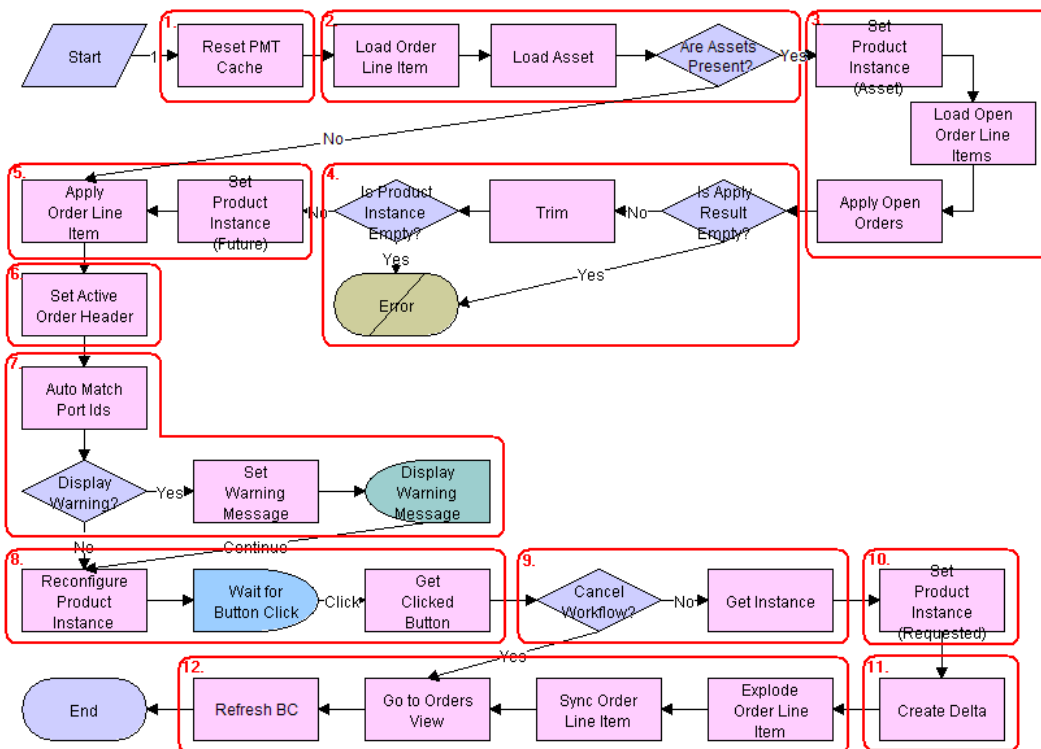 1.
2.
3.
Start
1
Reset PMT
Cache
Load Order
Line Item
Load Asset
Are Assets
Present?
Yes
Set
Product
Instance
(Asset)
Load Open
Order Line
Items
No
5.
4.
Apply
Order Line
Item
Set
Product
Instance
(Future)
No
Is Product
Instance
Empty?
Trim
No
Is Apply
Result
Empty?
Apply Open
Orders
Yes
Yes
Error
6.
Set Active
Order Header
7.
Auto Match
Port Ids
Display
Warning?
Yes
Set
Warning
Message
Display
Warning
Message
No
Continue
8.
9.
10.
Reconfigure
Product
Instance
Wait for
Button Click
Click
Get
Clicked
Button
Cancel
Workflow?
No
Get Instance
Set
Product
Instance
(Requested)
Yes
12.
11.
End
Refresh BC
Go to Orders
View
Sync Order
Line Item
Explode
Order Line
Item
Create Delta